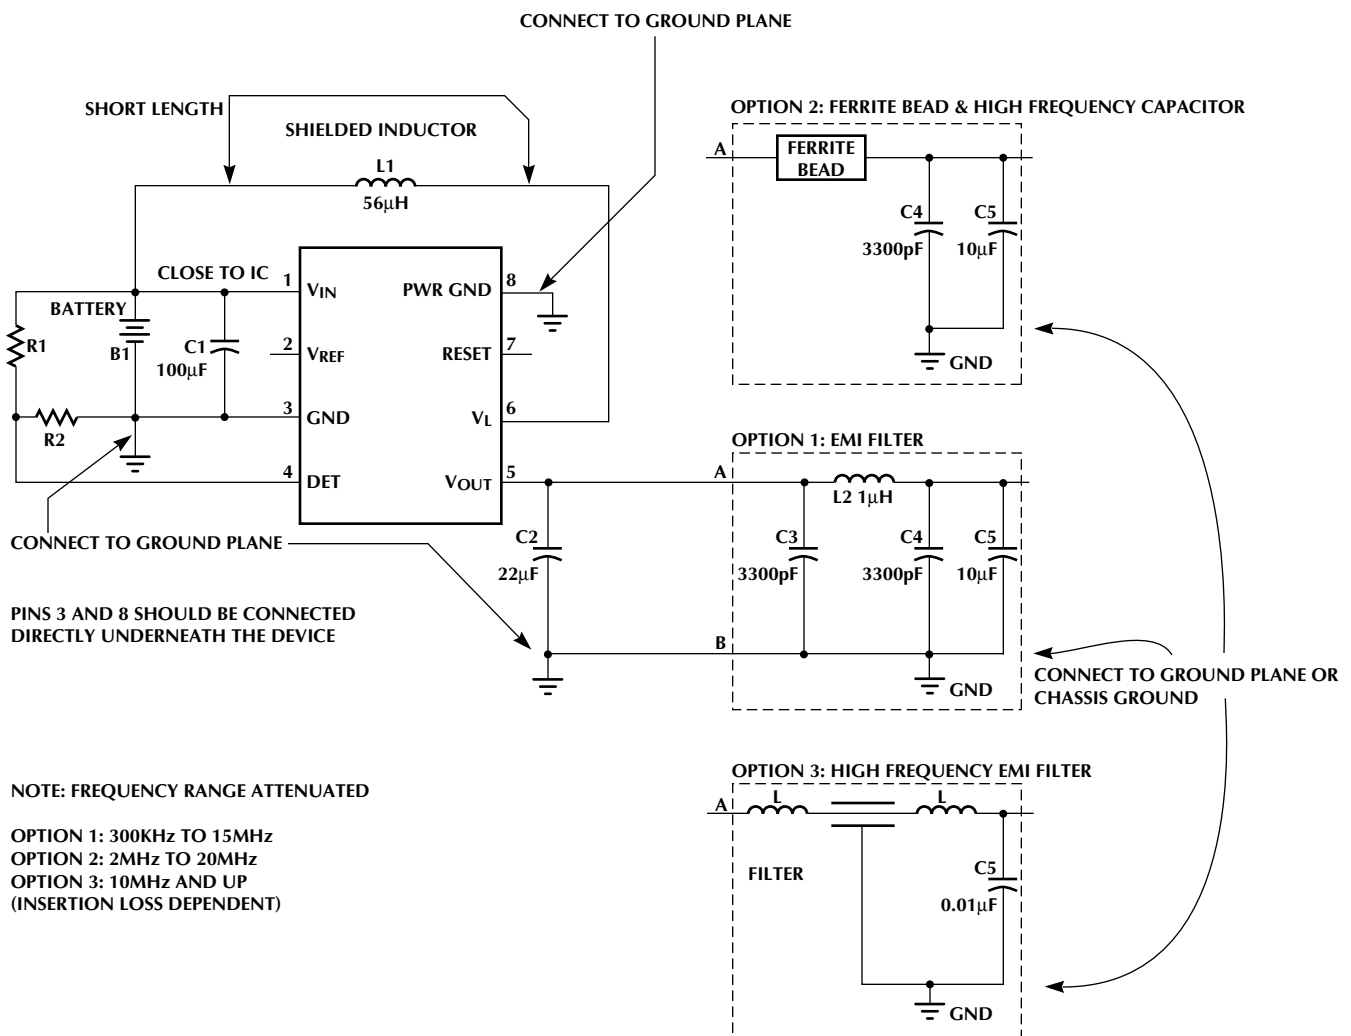 CONNECT TO GROUND PLANE
SHORT LENGTH
SHIELDED INDUCTOR
L1
56µH
CLOSE TO IC
BATTERY
B1
R1
R2
C1
100µF
1
VIN
2
VREF
3
GND
4
DET
PWR GND
8
RESET
7
VL
6
VOUT
5
CONNECT TO GROUND PLANE
C2
22µF
PINS 3 AND 8 SHOULD BE CONNECTED
DIRECTLY UNDERNEATH THE DEVICE
NOTE: FREQUENCY RANGE ATTENUATED
OPTION 1: 300KHz TO 15MHz
OPTION 2: 2MHz TO 20MHz
OPTION 3: 10MHz AND UP
(INSERTION LOSS DEPENDENT)
OPTION 2: FERRITE BEAD & HIGH FREQUENCY CAPACITOR
A
FERRITE
BEAD
C4
3300pF
C5
10µF
GND
OPTION 1: EMI FILTER
A
L2 1µH
C3
3300pF
C4
3300pF
C5
10µF
B
GND
CONNECT TO GROUND PLANE OR
CHASSIS GROUND
OPTION 3: HIGH FREQUENCY EMI FILTER
A
L
L
FILTER
C5
0.01µF
GND